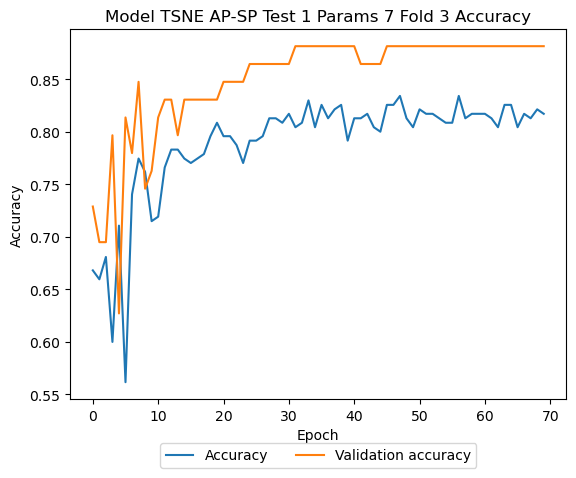 Model TSNE AP-SP Test 1 Params 7 Fold 3 Accuracy
Accuracy
0.85
0.80
0.75
0.70
0.65
0.60
0.55
0 10 20 30 40 50 60 70
Epoch
Accuracy Validation accuracy